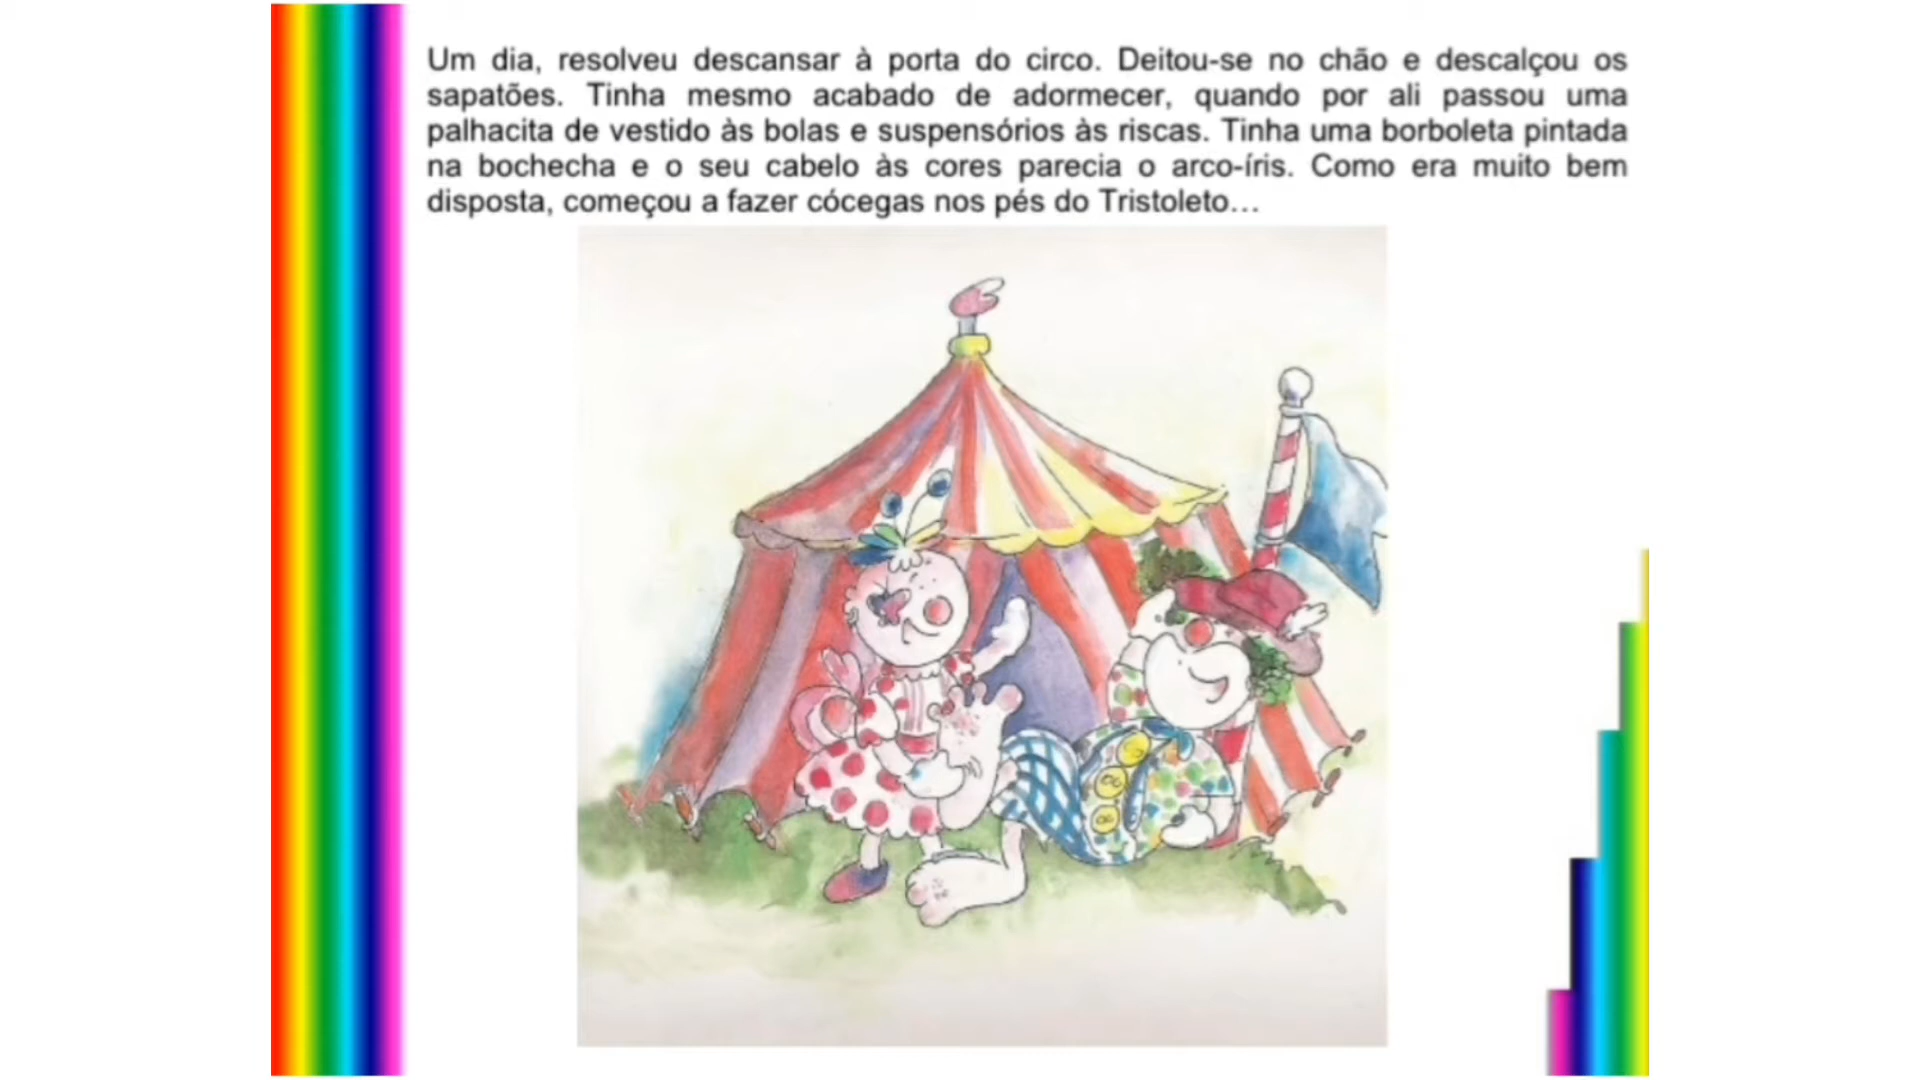 Um dia, resolveu descansar à porta do circo. Deitou-se no chão e descalçou os
sapatões. Tinha mesmo acabado de adormecer, quando por ali passou uma
palhacita de vestido às bolas e suspensórios às riscas. Tinha uma borboleta pintada
na bochecha e o seu cabelo às cores parecia o arco-íris. Como era muito bem
disposta, começou a fazer cócegas nos pés do Tristoleto…